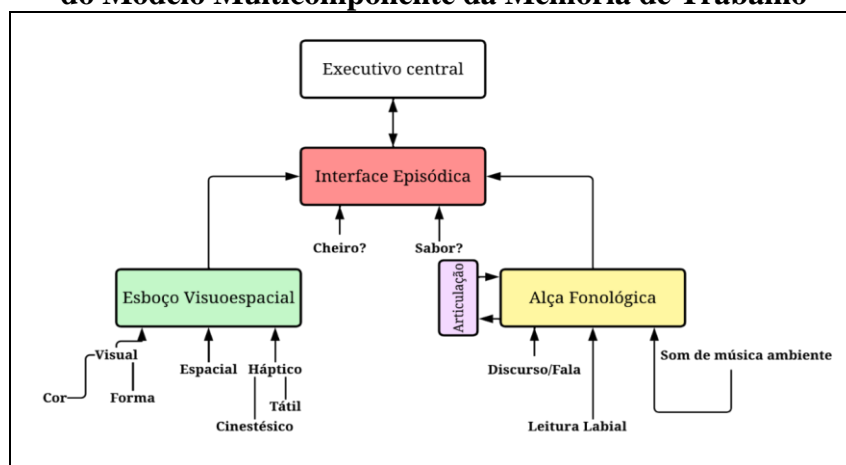 do Modelo Multicomponente da Memória de Trabalho
Executivo central
Interface Episódica
Cheiro?
Sabor?
Esboço Visuoespacial
Articulação
Alça Fonológica
Visual
Espacial
Háptico
Discurso/Fala
Som de música ambiente
Cor
Forma
Tátil
Cinestésico
Leitura Labial